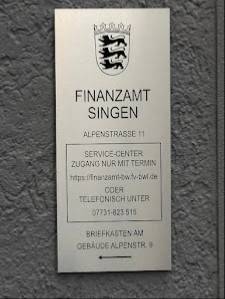 FINANZAMT
SINGEN
ALPENSTRASSE 11
SERVICE-CENTER
ZUGANG NUR MIT TERMIN
https://finanzamt-bw.fv-bwl.de
ODER
TELEFONISCH UNTER
07731-823 515
BRIEFKASTEN AM
GEBÄUDE ALPENSTR. 9